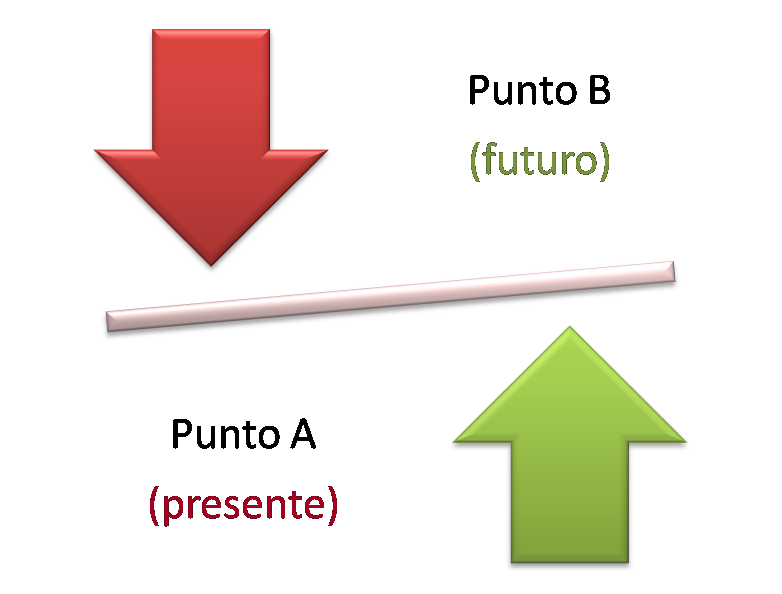 Punto B
(futuro)
Punto A
(presente)